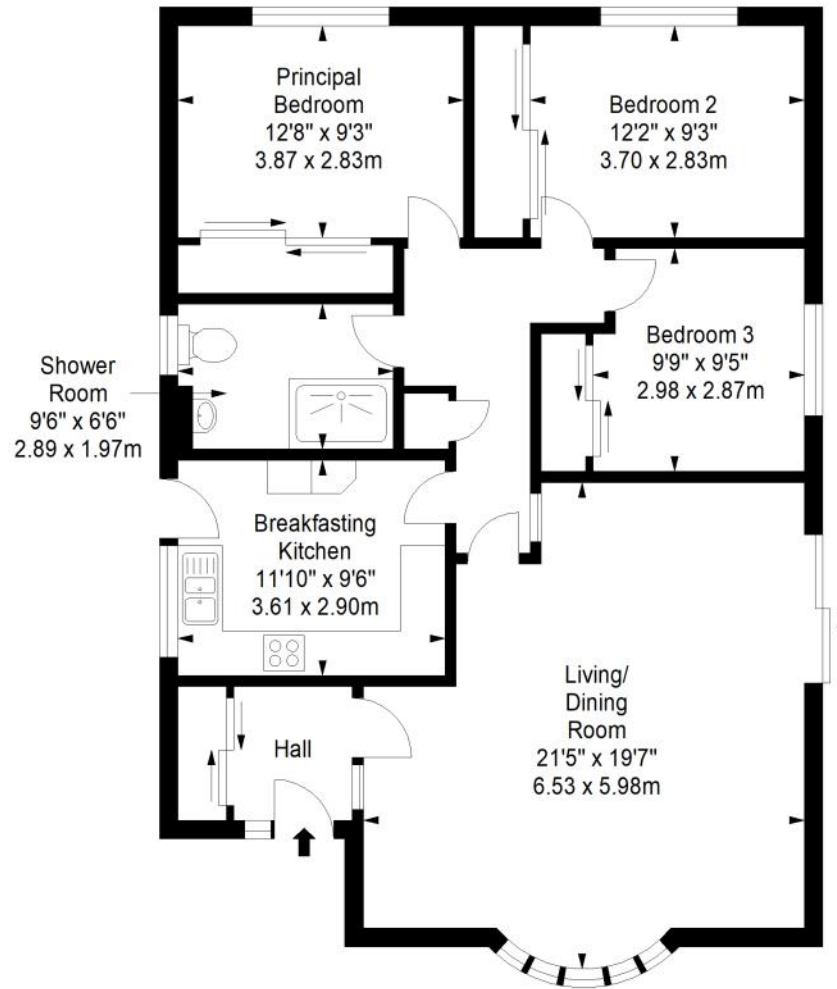 Principal
Bedroom
12'8" x 9'3"
3.87 x 2.83m
Bedroom 2
12'2" x 9'3"
3.70 x 2.83m
Bedroom 3
9'9" x 9'5"
2.98 x 2.87m
Shower
Room
9'6" x 6'6"
2.89 x 1.97m
Breakfasting
Kitchen
11'10" x 9'6"
3.61 x 2.90m
Living/
Dining
Room
21'5" x 19'7"
6.53 x 5.98m
Hall